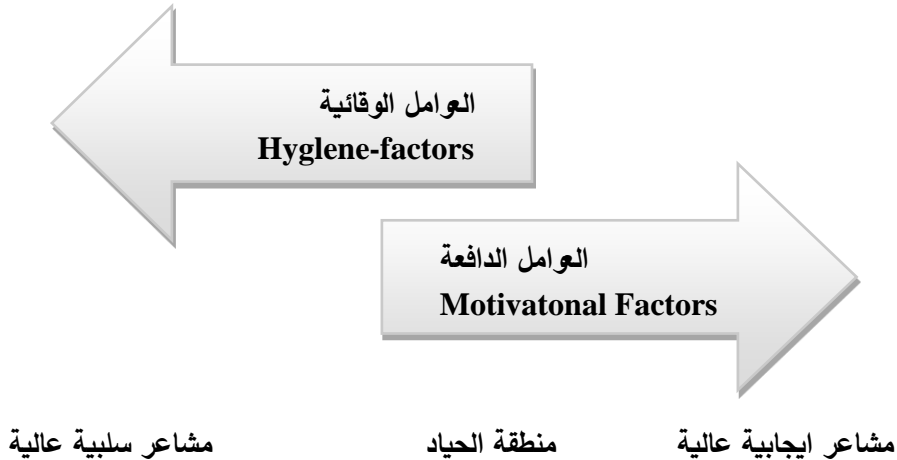 العوامل الوقائية
Hyglene-factors
العوامل الدافعة
Motivatonal Factors
مشاعر ايجابية عالية
منطقة الحياد
مشاعر سلبية عالية